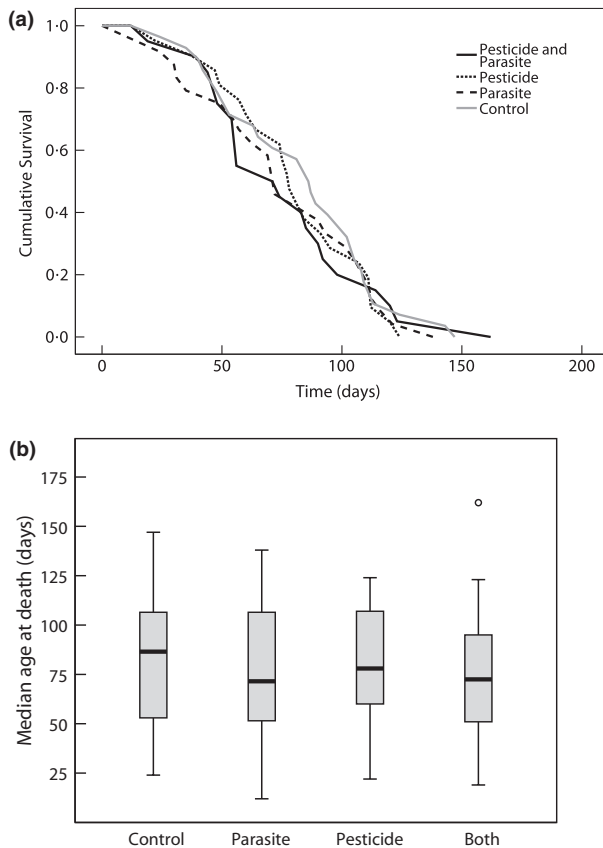 (a)
1·0
0·8
0·6
0·4
0·2
0·0
Cumulative Survival
0
50
100
150
200
Time (days)
Pesticide and
Parasite
Pesticide
Parasite
Control
(b)
175
150
125
100
75
50
25
Median age at death (days)
Control
Parasite
Pesticide
Both